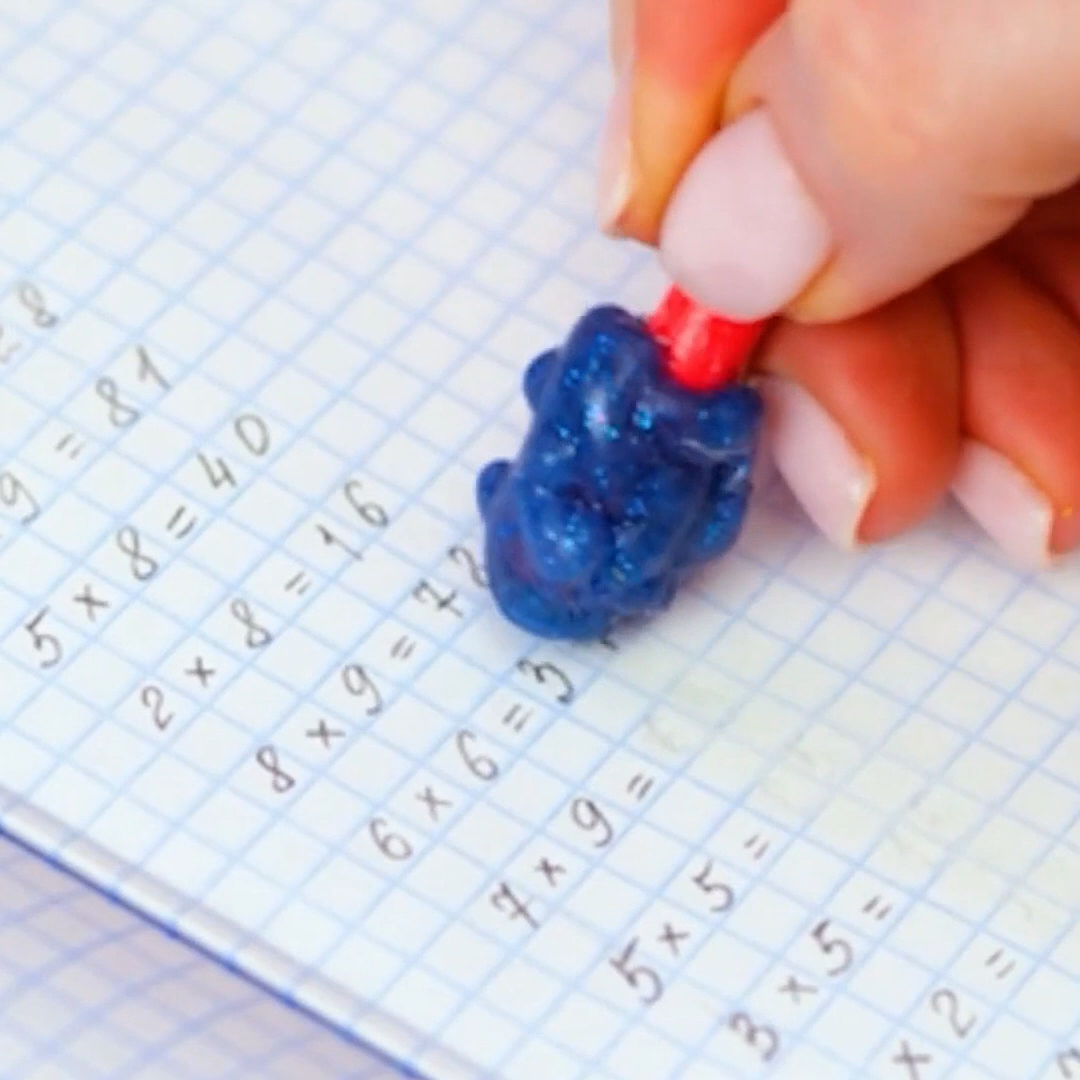 8
9 = 81
5 x 8 = 40
2 x 8 = 16
8 x 9 = 72
6 x 6 = 3
7 x 9 =
5 x 5 =
3 x 5 =
x 2 =